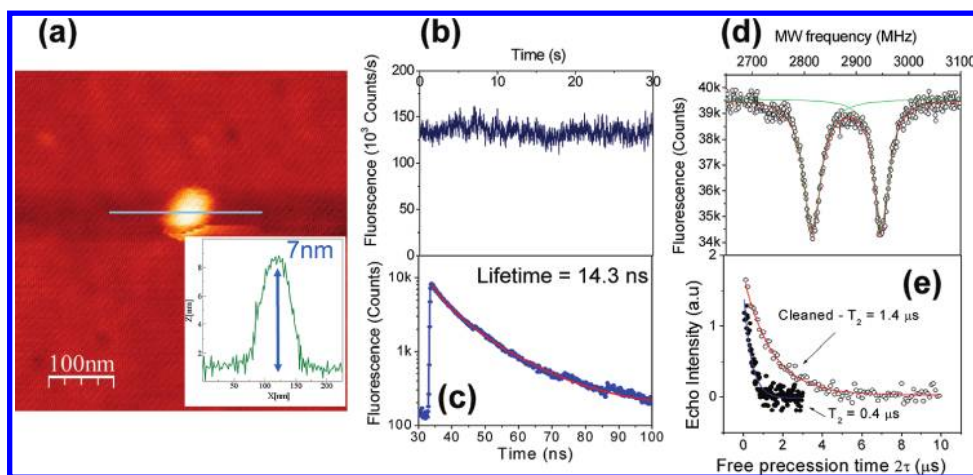 (a)
7nm
Z[nm]
8
6
4
2
50 100 150 200
X[nm]
100nm
(b)
Time (s)
0 10 20 30
Fluorescence (10³ Counts/s)
200
150
100
50
0
Lifetime = 14.3 ns
Fluorescence (Counts)
10k
1k
100
(c)
30 40 50 60 70 80 90 100
Time (ns)
(d)
MW frequency (MHz)
2700 2800 2900 3000 3100
Fluorescence (Counts)
40k
39k
38k
37k
36k
35k
34k
(e)
Echo Intensity (a.u)
2
1
0
Cleaned - T₂ = 1.4 μs
T₂ = 0.4 μs
0 2 4 6 8 10
Free precession time 2τ (μs)